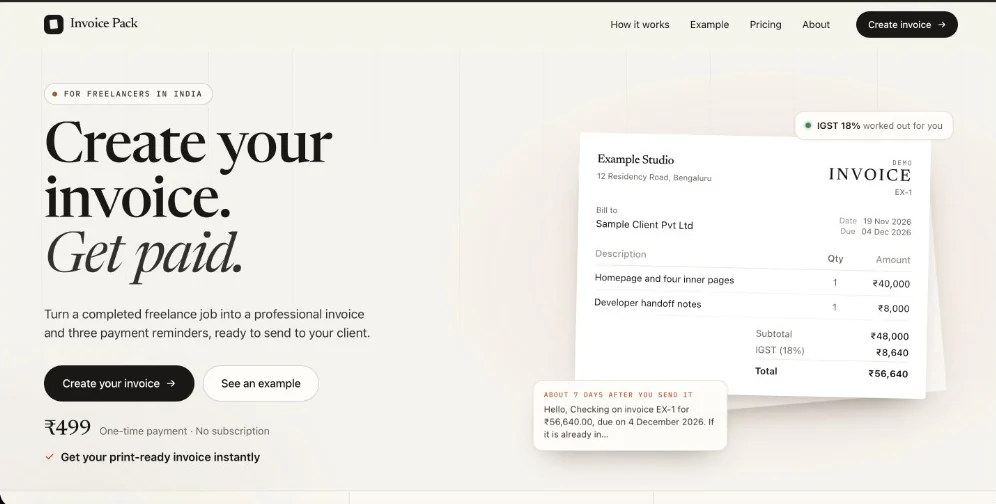 Invoice Pack
How it works
Example
Pricing
About
Create invoice →
FOR FREELANCERS IN INDIA
Create your
invoice.
Get paid.
Turn a completed freelance job into a professional invoice
and three payment reminders, ready to send to your client.
Create your invoice →
See an example
₹499 One-time payment · No subscription
✓ Get your print-ready invoice instantly
IGST 18% worked out for you
Example Studio
12 Residency Road, Bengaluru
DEMO
INVOICE
EX-1
Bill to
Sample Client Pvt Ltd
Date 19 Nov 2026
Due 04 Dec 2026
Description Qty Amount
Homepage and four inner pages 1 ₹40,000
Developer handoff notes 1 ₹8,000
Subtotal ₹48,000
IGST (18%) ₹8,640
Total ₹56,640
ABOUT 7 DAYS AFTER YOU SEND IT
Hello, Checking on invoice EX-1 for
₹56,640.00, due on 4 December 2026. If
it is already in...